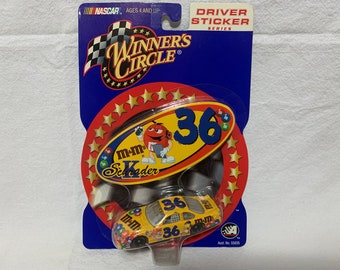 NASCAR
AGES 4 AND UP
DRIVER
STICKER
SERIES
WINNER'S
CIRCLE
36
m&m's
Schrader
36
36
m&m's